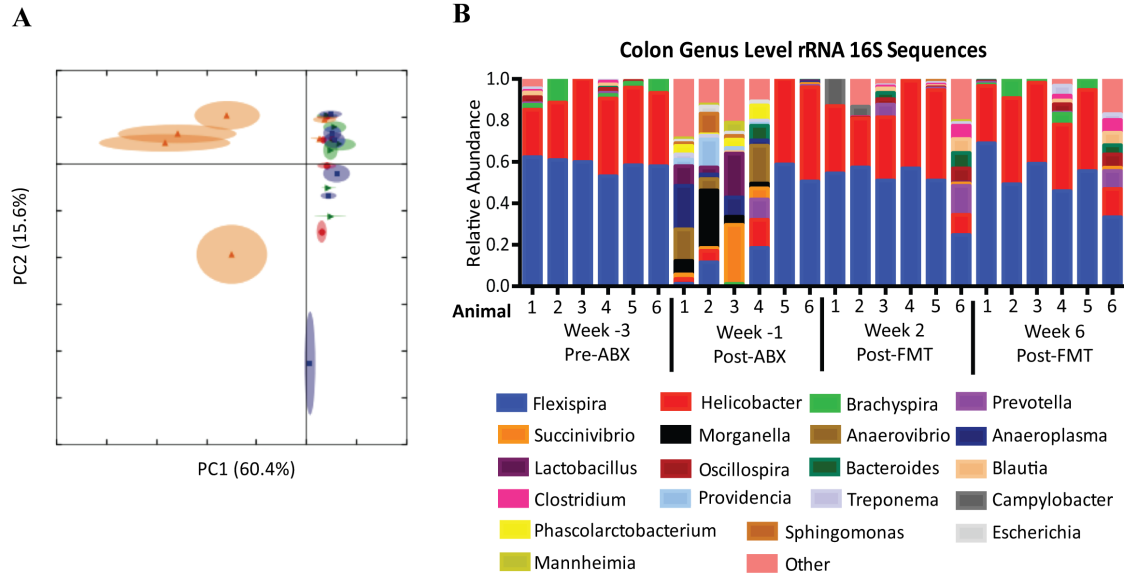 A
PC2 (15.6%)
PC1 (60.4%)
B
Colon Genus Level rRNA 16S Sequences
Relative Abundance
1.0
0.8
0.6
0.4
0.2
0.0
Animal 1 2 3 4 5 6 1 2 3 4 5 6 1 2 3 4 5 6 1 2 3 4 5 6
Week -3 Week -1 Week 2 Week 6
Pre-ABX Post-ABX Post-FMT Post-FMT
Flexispira Helicobacter Brachyspira Prevotella
Succinivibrio Morganella Anaerovibrio Anaeroplasma
Lactobacillus Oscillospira Bacteroides Blautia
Clostridium Providencia Treponema Campylobacter
Phascolarctobacterium Sphingomonas Escherichia
Mannheimia Other